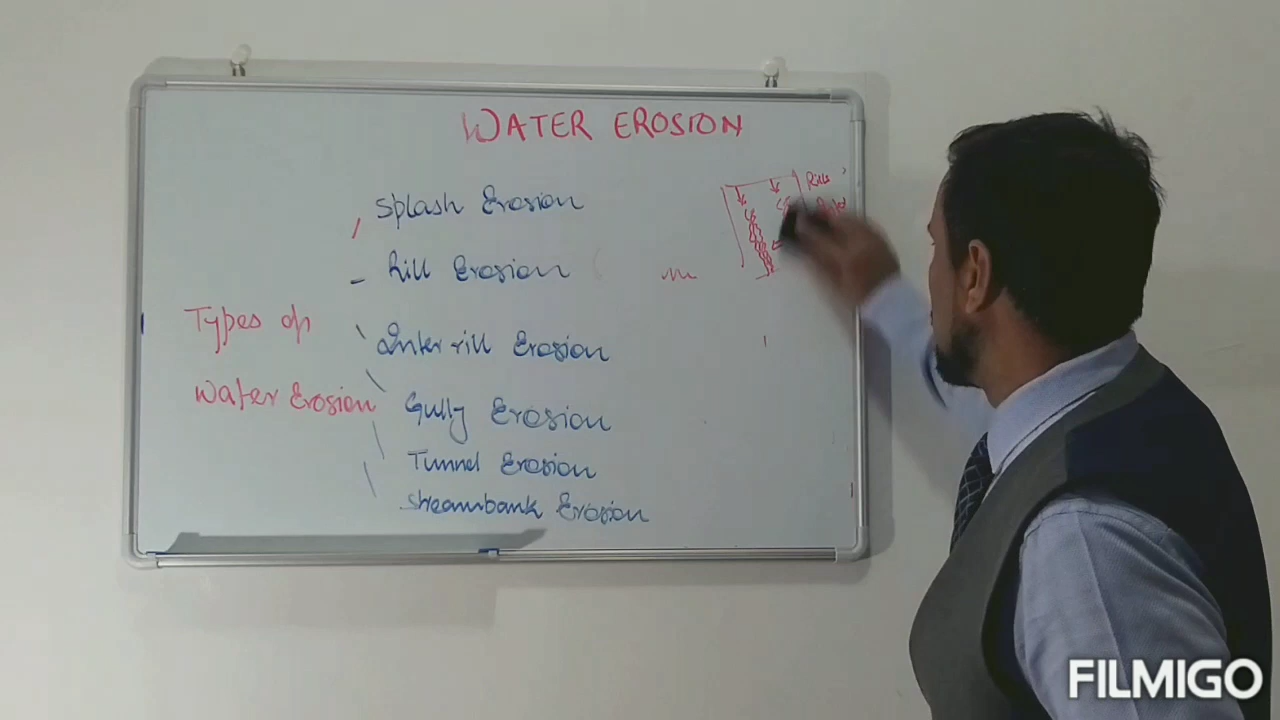 WATER EROSION
Splash Erosion
Rill Erosion
Types of
Water Erosion
Inter rill Erosion
Gully Erosion
Tunnel Erosion
Streambank Erosion
Rills
FILMIGO